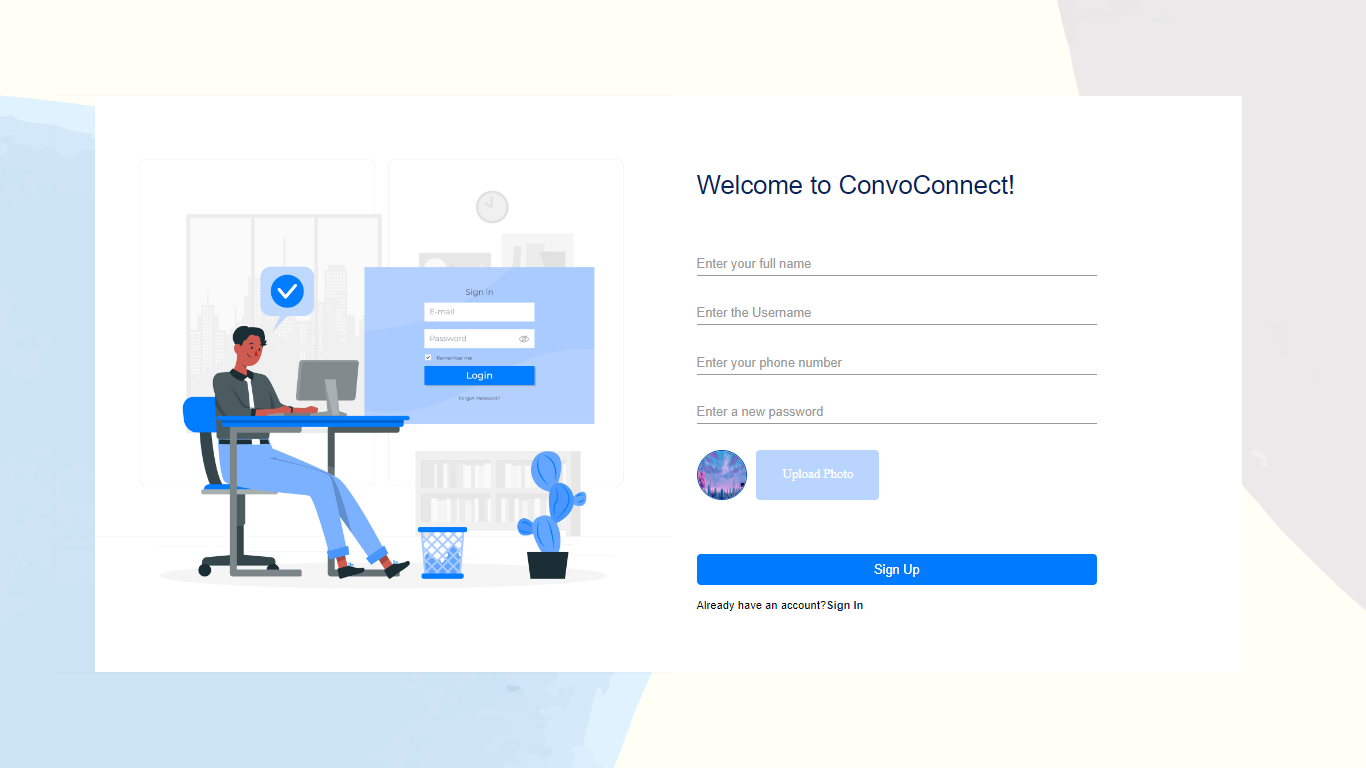 Welcome to ConvoConnect!
Sign in
E-mail
Password
Remember me
Login
Forgot Password?
Enter your full name
Enter the Username
Enter your phone number
Enter a new password
Upload Photo
Sign Up
Already have an account?Sign In